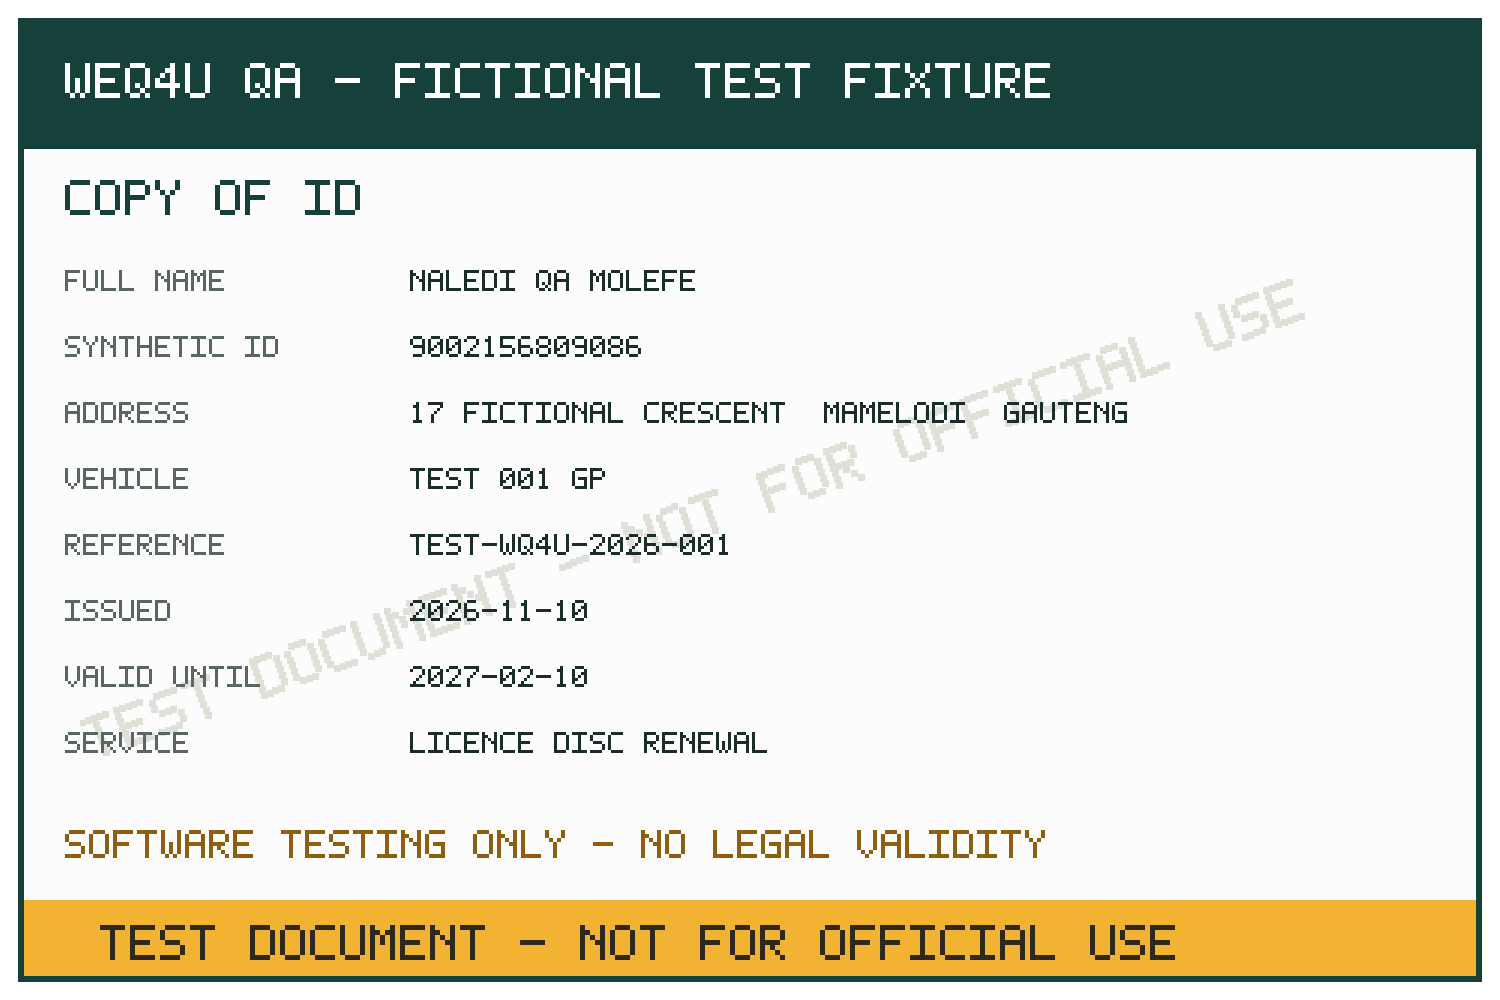 WEQ4U QA - FICTIONAL TEST FIXTURE
COPY OF ID
FULL NAME NALEDI QA MOLEFE
SYNTHETIC ID 9002156809086
ADDRESS 17 FICTIONAL CRESCENT MAMELODI GAUTENG
VEHICLE TEST 001 GP
REFERENCE TEST-WQ4U-2026-001
ISSUED 2026-11-10
VALID UNTIL 2027-02-10
SERVICE LICENCE DISC RENEWAL
TEST DOCUMENT - NOT FOR OFFICIAL USE
SOFTWARE TESTING ONLY - NO LEGAL VALIDITY
TEST DOCUMENT - NOT FOR OFFICIAL USE